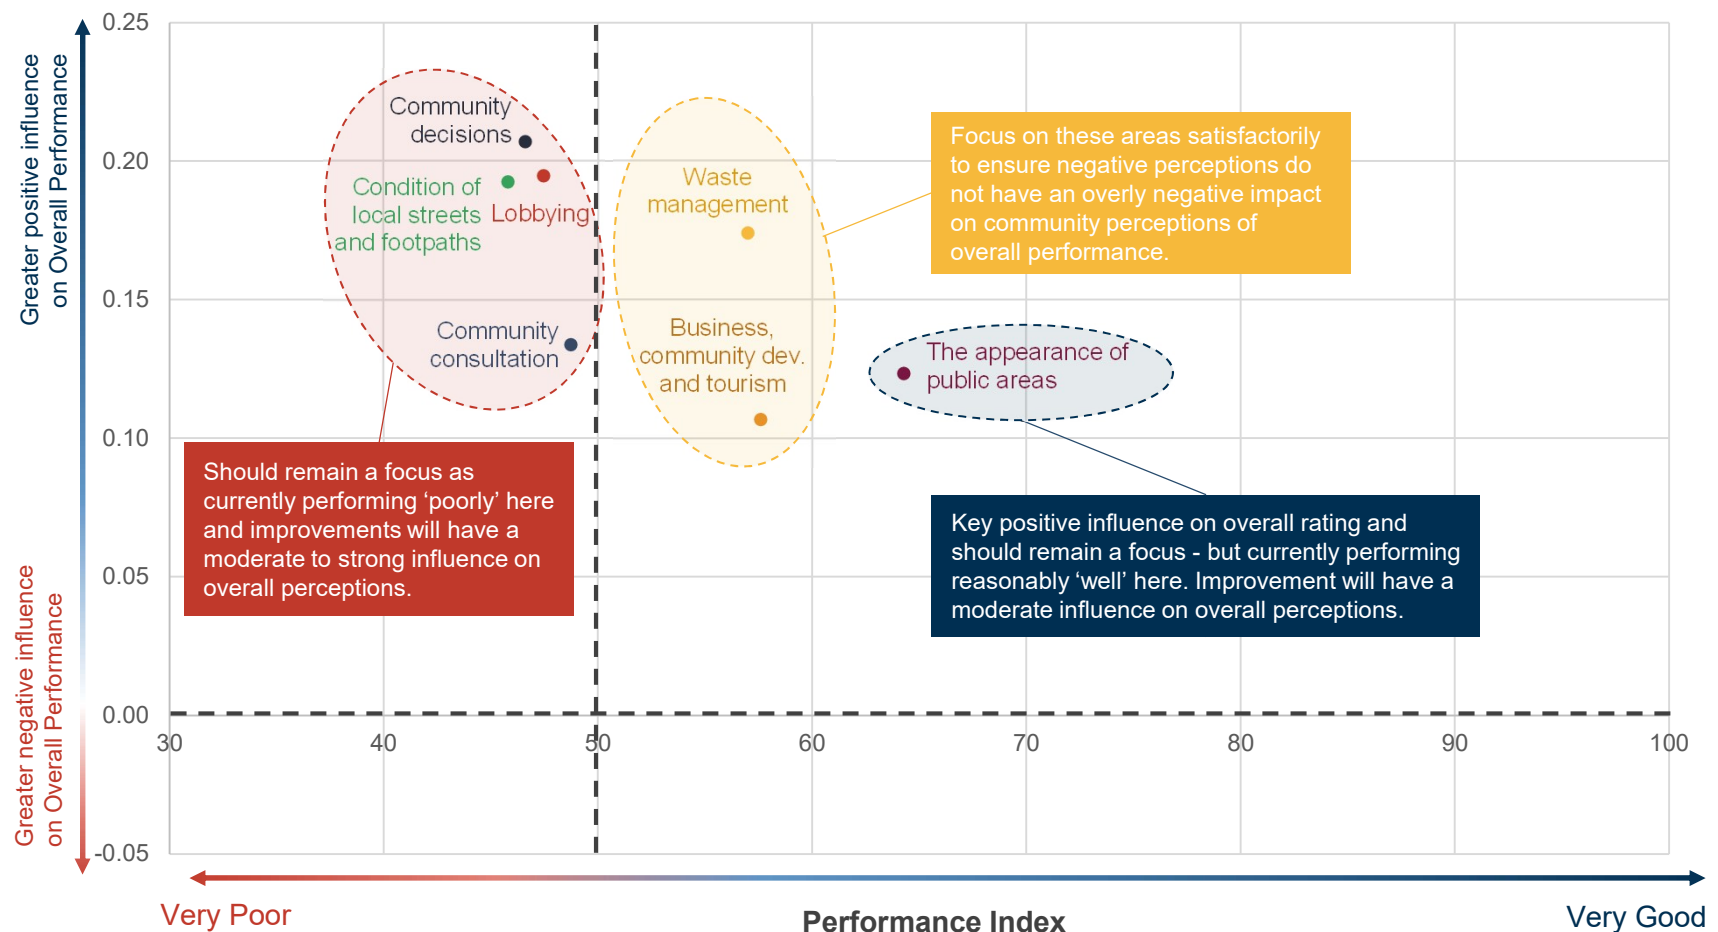 Greater positive influence
on Overall Performance
Greater negative influence
on Overall Performance
0.25
0.20
0.15
0.10
0.05
0.00
-0.05
30
40
50
60
70
80
90
100
Community
decisions
Condition of
local streets
and footpaths
Lobbying
Community
consultation
Waste
management
Business,
community dev.
and tourism
The appearance of
public areas
Focus on these areas satisfactorily
to ensure negative perceptions do
not have an overly negative impact
on community perceptions of
overall performance.
Should remain a focus as
currently performing ‘poorly’ here
and improvements will have a
moderate to strong influence on
overall perceptions.
Key positive influence on overall rating and
should remain a focus - but currently performing
reasonably ‘well’ here. Improvement will have a
moderate influence on overall perceptions.
Very Poor
Performance Index
Very Good